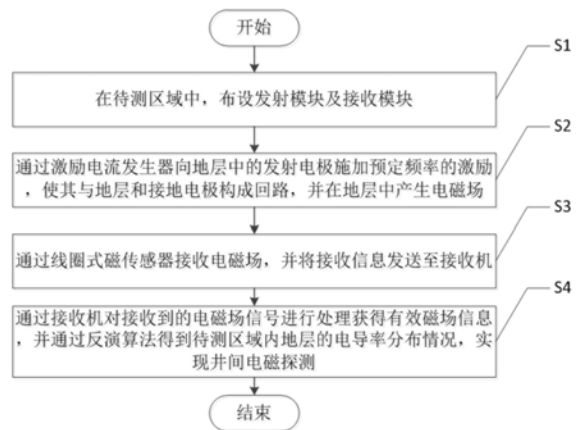 开始
S1
在待测区域中，布设发射模块及接收模块
S2
通过激励电流发生器向地层中的发射电极施加预定频率的激励
，使其与地层和接地电极构成回路，并在地层中产生电磁场
S3
通过线圈式磁传感器接收电磁场，并将接收信息发送至接收机
S4
通过接收机对接收到的电磁场信号进行处理获得有效磁场信息
，并通过反演算法得到待测区域内地层的电导率分布情况，实
现井间电磁探测
结束